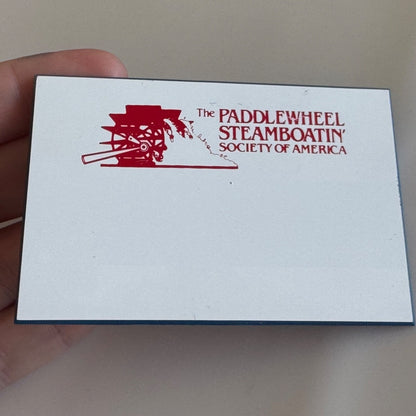 The PADDLEWHEEL
STEAMBOATIN'
SOCIETY OF AMERICA